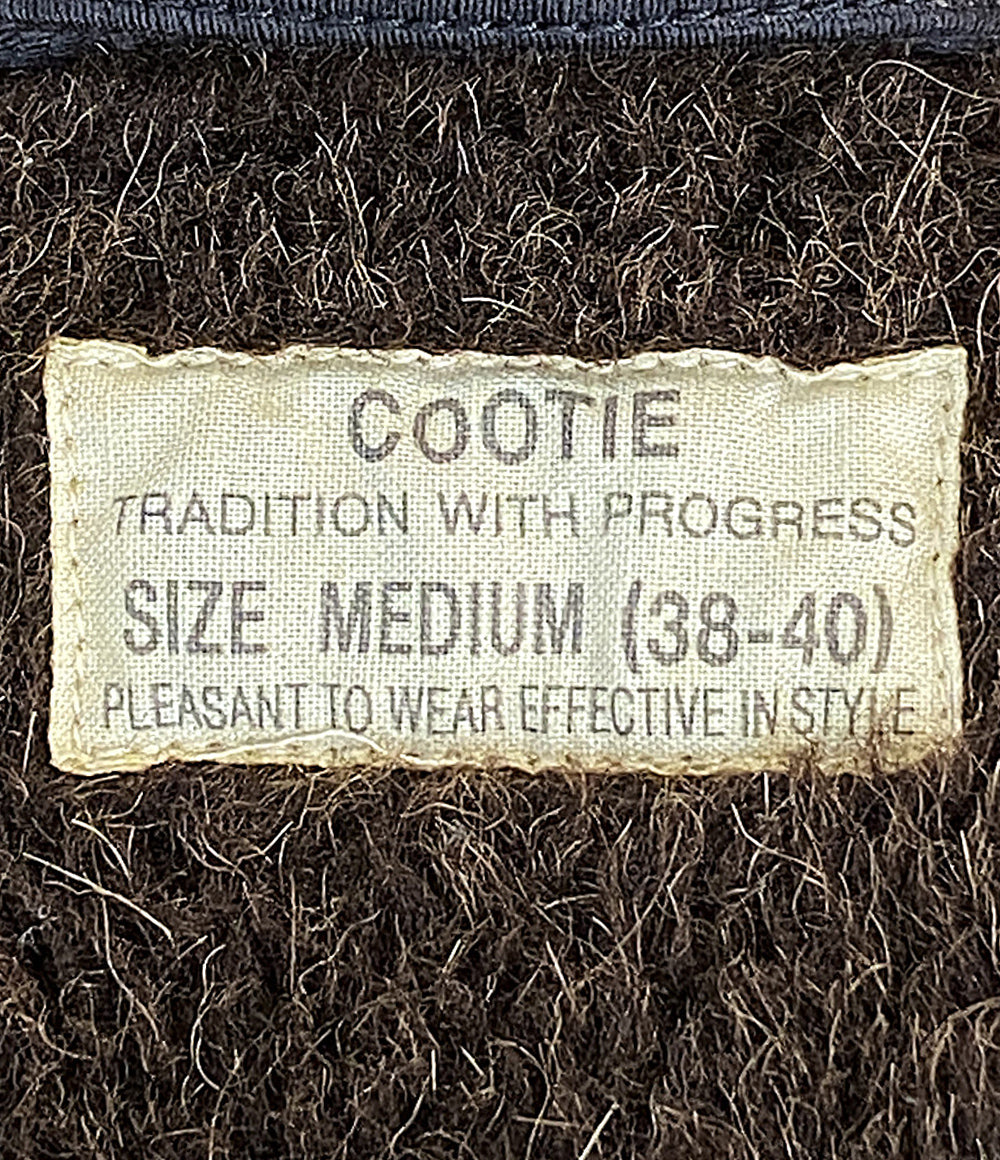 COOTIE
TRADITION WITH PROGRESS
SIZE MEDIUM (38-40)
PLEASANT TO WEAR EFFECTIVE IN STYLE